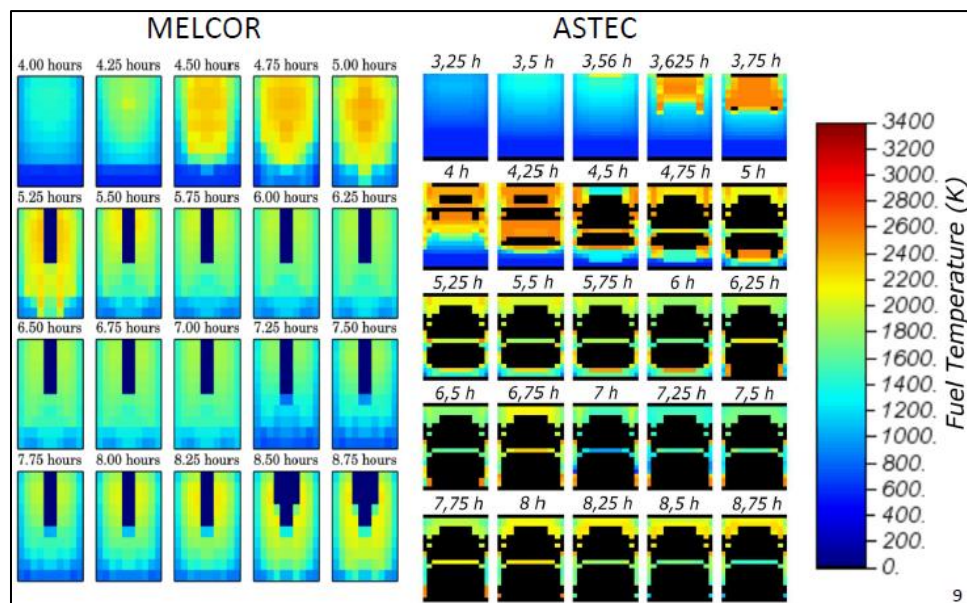 MELCOR
4.00 hours 4.25 hours 4.50 hours 4.75 hours 5.00 hours
5.25 hours 5.50 hours 5.75 hours 6.00 hours 6.25 hours
6.50 hours 6.75 hours 7.00 hours 7.25 hours 7.50 hours
7.75 hours 8.00 hours 8.25 hours 8.50 hours 8.75 hours
ASTEC
3,25 h 3,5 h 3,56 h 3,625 h 3,75 h
4 h 4,25 h 4,5 h 4,75 h 5 h
5,25 h 5,5 h 5,75 h 6 h 6,25 h
6,5 h 6,75 h 7 h 7,25 h 7,5 h
7,75 h 8 h 8,25 h 8,5 h 8,75 h
3400
3200.
3000.
2800.
2600.
2400.
2200.
2000.
1800.
1600.
1400.
1200.
1000.
800.
600.
400.
200.
0.
Fuel Temperature (K)
9